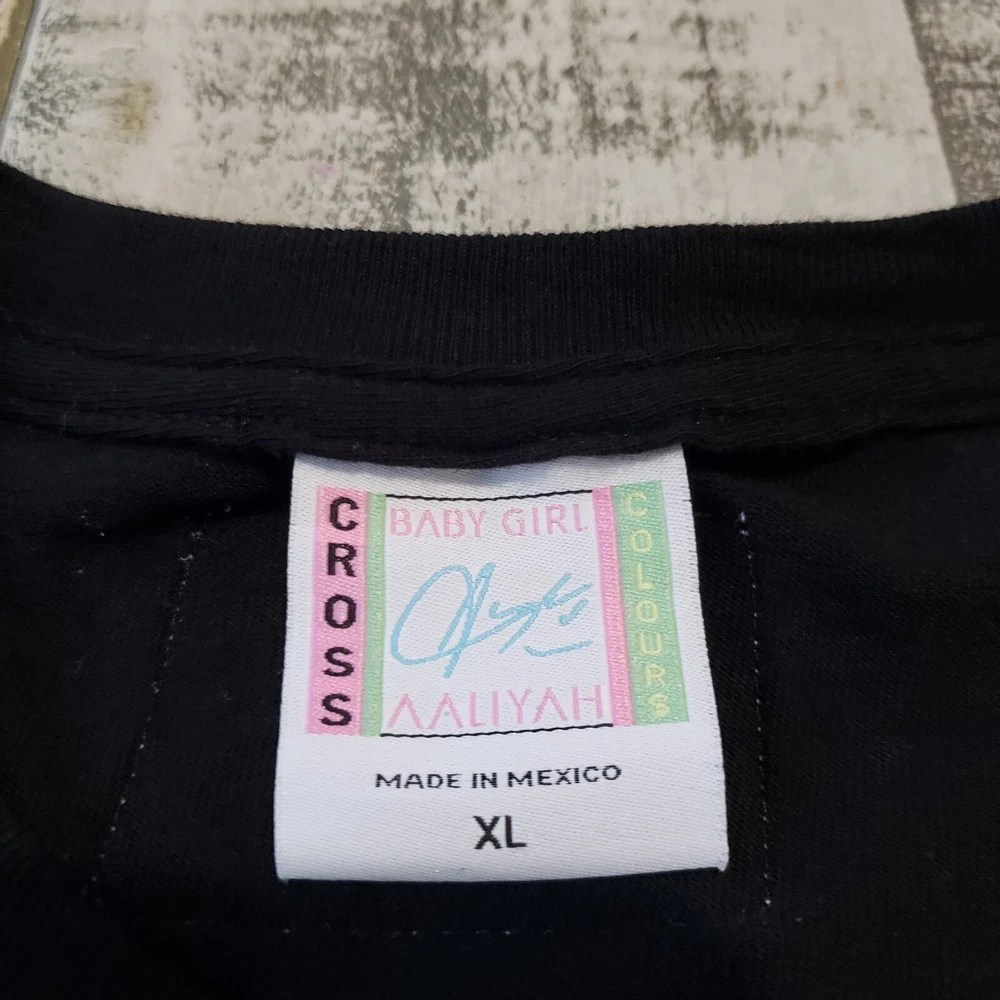 CROSS
BABY GIRL
AALIYAH
COLOURS
MADE IN MEXICO
XL